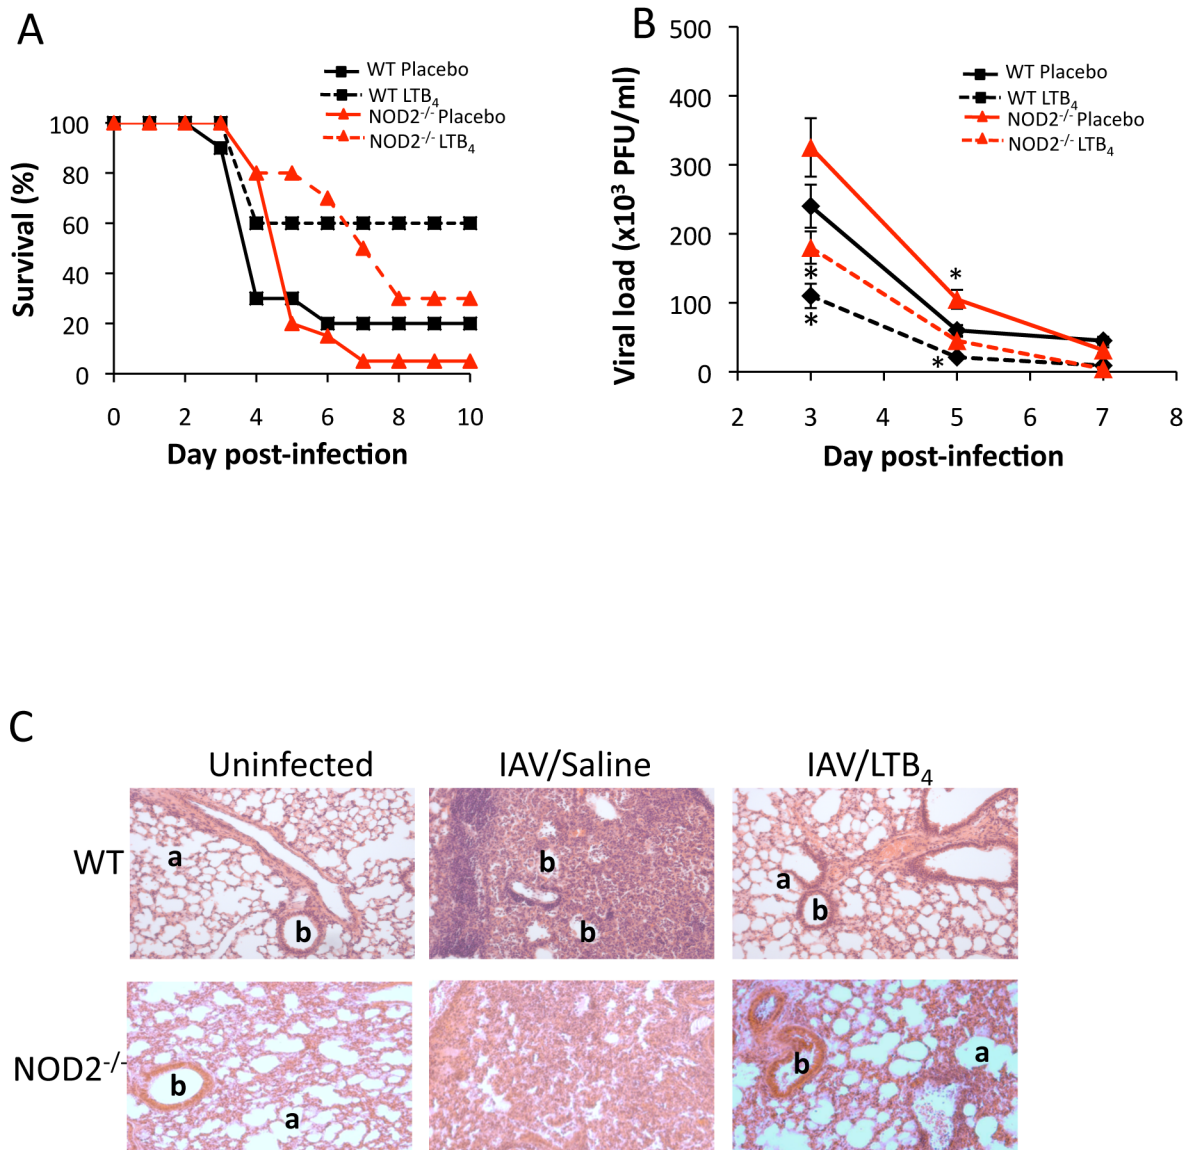 A
WT Placebo
WT LTB₄
NOD2⁻/⁻ Placebo
NOD2⁻/⁻ LTB₄
100
80
60
40
20
0
Survival (%)
0 2 4 6 8 10
Day post-infection
B
WT Placebo
WT LTB₄
NOD2⁻/⁻ Placebo
NOD2⁻/⁻ LTB₄
500
400
300
200
100
0
Viral load (x10³ PFU/ml)
*
*
*
*
2 3 4 5 6 7 8
Day post-infection
C
Uninfected IAV/Saline IAV/LTB₄
WT
a
b
b
b
a
b
NOD2⁻/⁻
b
a
b
a